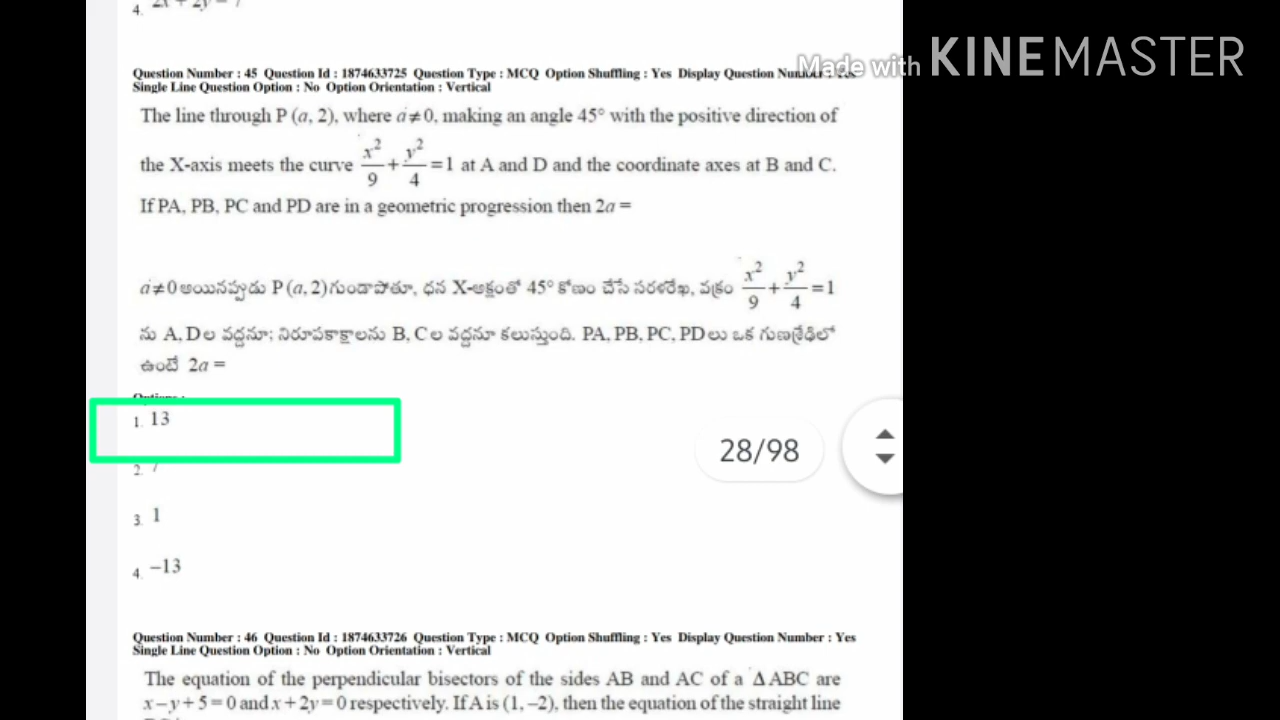 4. 2x + 2y = 7
Made with KINEMASTER
Question Number : 45 Question Id : 1874633725 Question Type : MCQ Option Shuffling : Yes Display Question Number : Yes
Single Line Question Option : No Option Orientation : Vertical
The line through P (a, 2), where a≠0, making an angle 45° with the positive direction of
the X-axis meets the curve x²/9 + y²/4 = 1 at A and D and the coordinate axes at B and C.
If PA, PB, PC and PD are in a geometric progression then 2a =
a≠0 అయినప్పుడు P (a, 2) గుండాపోతూ, ధన X-అక్షంతో 45° కోణం చేసే సరళరేఖ, వక్రం x²/9 + y²/4 = 1
ను A, D ల వద్దనూ; నిరూపకాక్షాలను B, C ల వద్దనూ కలుస్తుంది. PA, PB, PC, PD లు ఒక గుణశ్రేఢిలో
ఉంటే 2a =
Options :
1. 13
2. 7
28/98
3. 1
4. –13
Question Number : 46 Question Id : 1874633726 Question Type : MCQ Option Shuffling : Yes Display Question Number : Yes
Single Line Question Option : No Option Orientation : Vertical
The equation of the perpendicular bisectors of the sides AB and AC of a Δ ABC are
x–y+5=0 and x+2y=0 respectively. If A is (1, –2), then the equation of the straight line